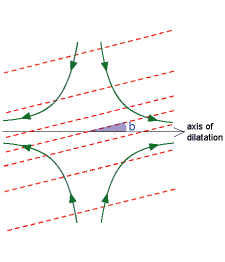 b
axis of
dilatation